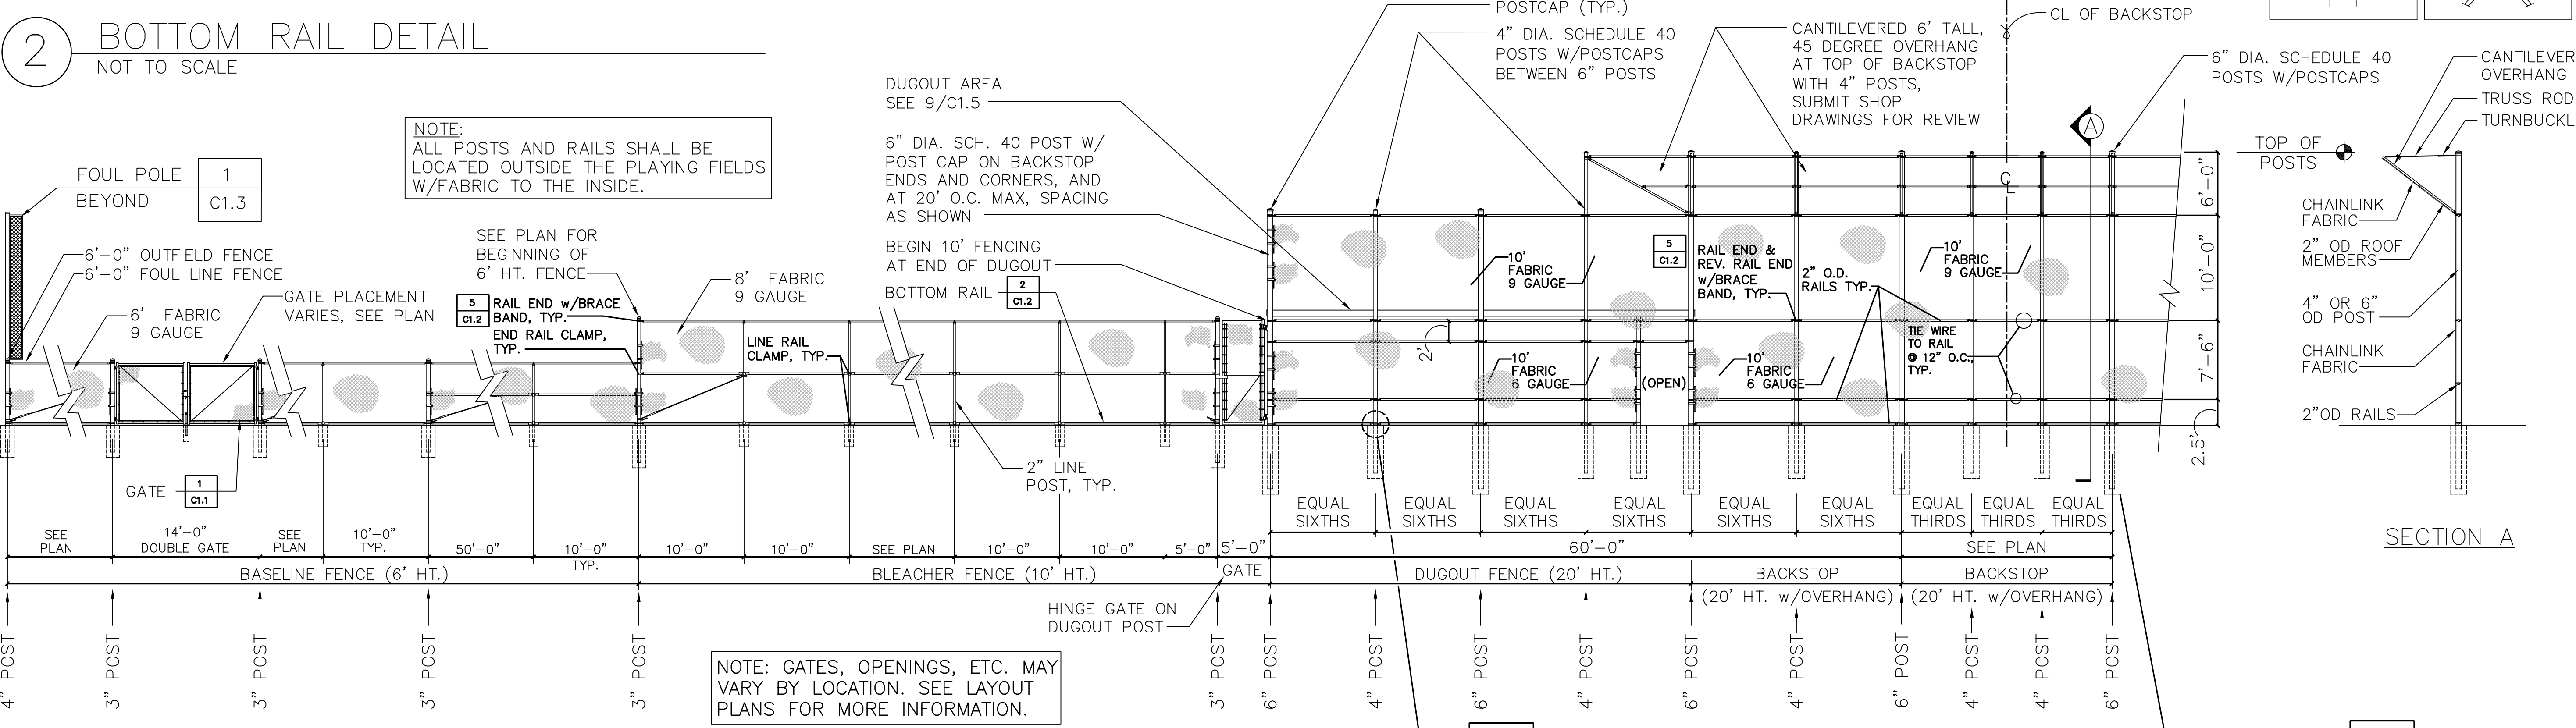 2
BOTTOM RAIL DETAIL
NOT TO SCALE
NOTE:
ALL POSTS AND RAILS SHALL BE
LOCATED OUTSIDE THE PLAYING FIELDS
W/FABRIC TO THE INSIDE.
FOUL POLE
BEYOND
1
C1.3
6'-0" OUTFIELD FENCE
6'-0" FOUL LINE FENCE
6' FABRIC
9 GAUGE
GATE PLACEMENT
VARIES, SEE PLAN
SEE PLAN FOR
BEGINNING OF
6' HT. FENCE
5
C1.2
RAIL END w/BRACE
BAND, TYP.
END RAIL CLAMP,
TYP.
8' FABRIC
9 GAUGE
LINE RAIL
CLAMP, TYP.
DUGOUT AREA
SEE 9/C1.5
6" DIA. SCH. 40 POST W/
POST CAP ON BACKSTOP
ENDS AND CORNERS, AND
AT 20' O.C. MAX, SPACING
AS SHOWN
BEGIN 10' FENCING
AT END OF DUGOUT
BOTTOM RAIL
2
C1.2
POSTCAP (TYP.)
4" DIA. SCHEDULE 40
POSTS W/POSTCAPS
BETWEEN 6" POSTS
CANTILEVERED 6' TALL,
45 DEGREE OVERHANG
AT TOP OF BACKSTOP
WITH 4" POSTS,
SUBMIT SHOP
DRAWINGS FOR REVIEW
CL OF BACKSTOP
6" DIA. SCHEDULE 40
POSTS W/POSTCAPS
A
CL
10'
FABRIC
9 GAUGE
5
C1.2
RAIL END &
REV. RAIL END
w/BRACE
BAND, TYP.
2" O.D.
RAILS TYP.
10'
FABRIC
9 GAUGE
TIE WIRE
TO RAIL
@ 12" O.C.,
TYP.
2'
10'
FABRIC
6 GAUGE
(OPEN)
10'
FABRIC
6 GAUGE
6'-0"
10'-0"
7'-6"
2.5'
TOP OF
POSTS
CANTILEVER
OVERHANG
TRUSS ROD
TURNBUCKL
CHAINLINK
FABRIC
2" OD ROOF
MEMBERS
4" OR 6"
OD POST
CHAINLINK
FABRIC
2"OD RAILS
SECTION A
GATE
1
C1.1
2" LINE
POST, TYP.
EQUAL
SIXTHS
EQUAL
SIXTHS
EQUAL
SIXTHS
EQUAL
SIXTHS
EQUAL
SIXTHS
EQUAL
SIXTHS
EQUAL
THIRDS
EQUAL
THIRDS
EQUAL
THIRDS
SEE
PLAN
14'-0"
DOUBLE GATE
SEE
PLAN
10'-0"
TYP.
50'-0"
10'-0"
TYP.
10'-0"
10'-0"
SEE PLAN
10'-0"
10'-0"
5'-0"
5'-0"
60'-0"
SEE PLAN
BASELINE FENCE (6' HT.)
BLEACHER FENCE (10' HT.)
GATE
DUGOUT FENCE (20' HT.)
BACKSTOP
(20' HT. w/OVERHANG)
BACKSTOP
(20' HT. w/OVERHANG)
HINGE GATE ON
DUGOUT POST
4" POST
3" POST
3" POST
3" POST
3" POST
3" POST
6" POST
4" POST
6" POST
4" POST
6" POST
4" POST
6" POST
4" POST
4" POST
6" POST
NOTE: GATES, OPENINGS, ETC. MAY
VARY BY LOCATION. SEE LAYOUT
PLANS FOR MORE INFORMATION.